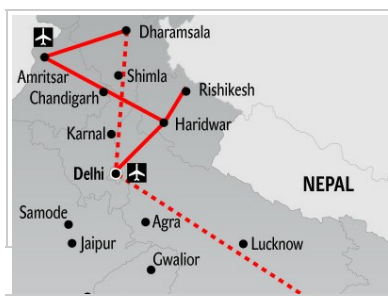 Dharamsala
Amritsar
Shimla
Chandigarh
Rishikesh
Haridwar
Karnal
Delhi
NEPAL
Samode
Agra
Jaipur
Lucknow
Gwalior